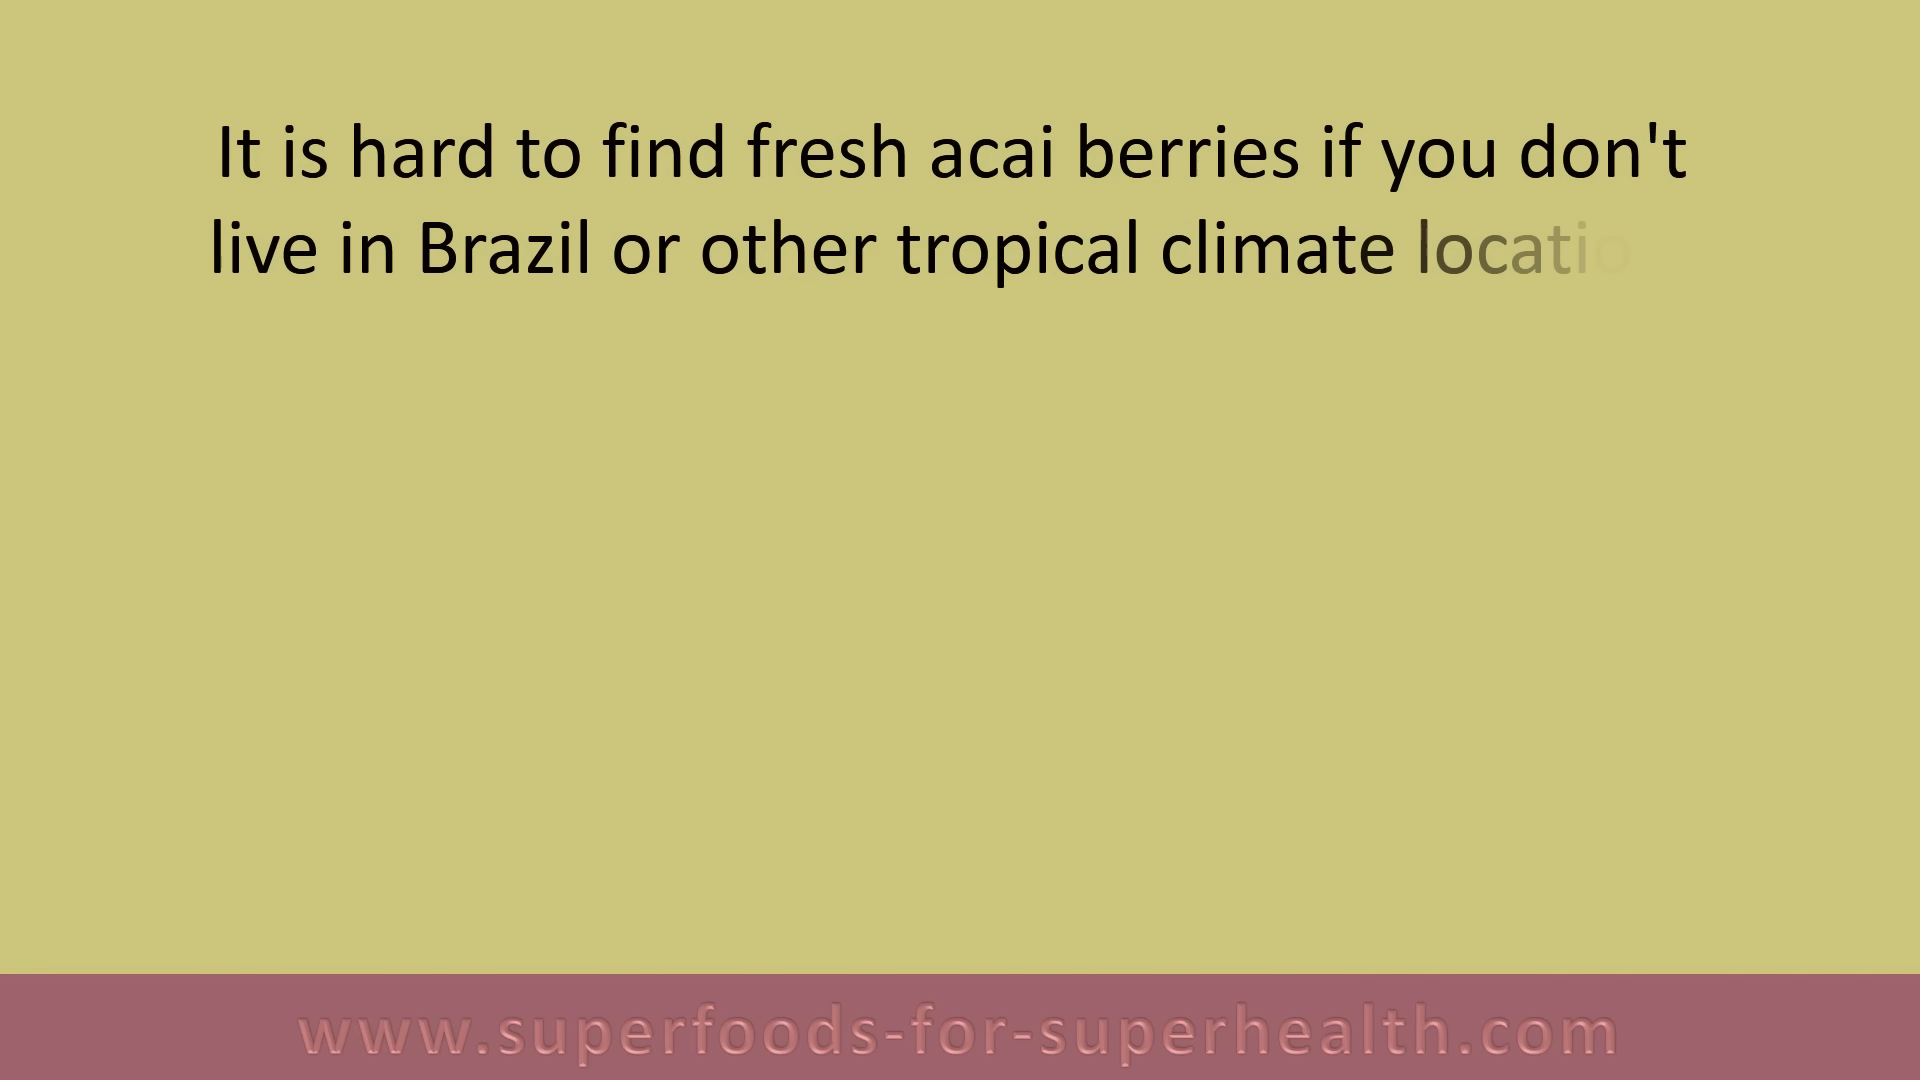 It is hard to find fresh acai berries if you don't
live in Brazil or other tropical climate locatio
www.superfoods-for-superhealth.com